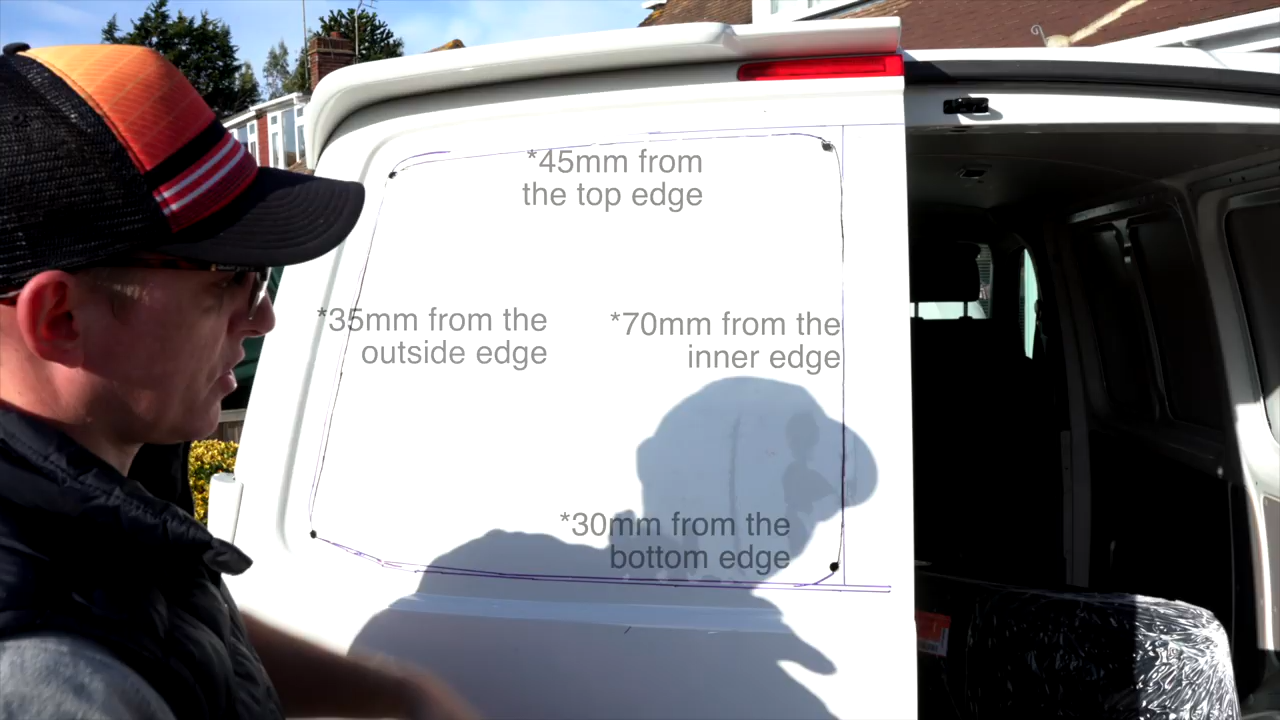 *45mm from
the top edge
*35mm from the
outside edge
*70mm from the
inner edge
*30mm from the
bottom edge